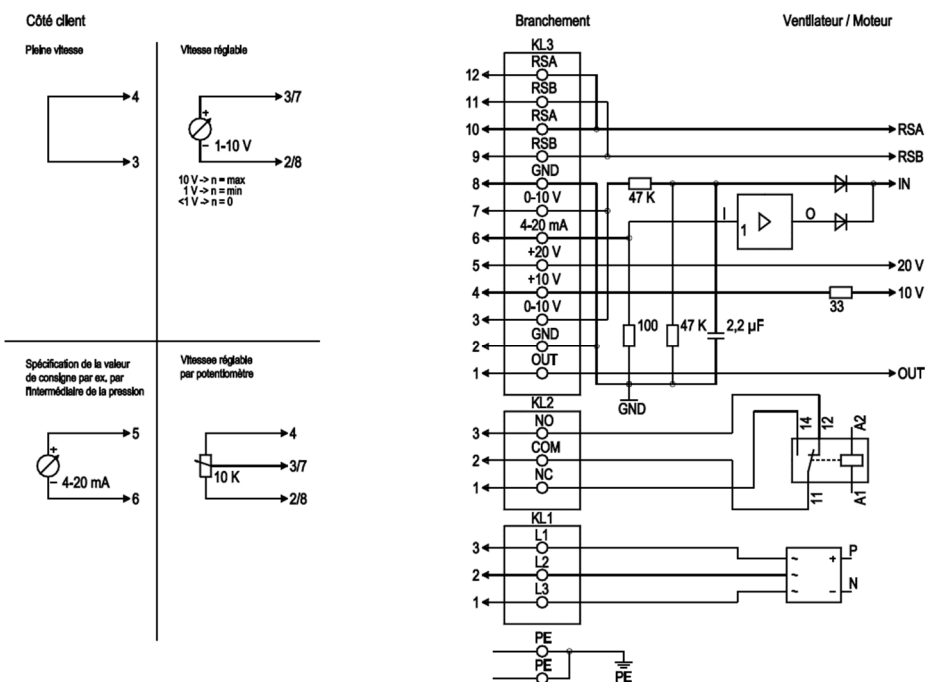 Côté client
Branchement
Ventilateur / Moteur
Pleine vitesse
4
3
Vitesse réglable
3/7
+
1-10 V
–
2/8
10 V -> n = max
1 V -> n = min
<1 V -> n = 0
Spécification de la valeur
de consigne par ex, par
l'intermédiaire de la pression
5
+
4-20 mA
–
6
Vitessee réglable
par potentiomètre
4
3/7
10 K
2/8
KL3
RSA
12
RSB
11
RSA
10
RSA
RSB
9
RSB
GND
8
47 K
IN
0-10 V
7
I
1
O
4-20 mA
6
+20 V
5
20 V
+10 V
4
33
10 V
0-10 V
3
100
47 K
2,2 µF
GND
2
OUT
1
OUT
GND
KL2
NO
3
COM
2
NC
1
14
12
A2
11
A1
KL1
L1
3
L2
2
L3
1
~
+
P
~
~
–
N
PE
PE
PE